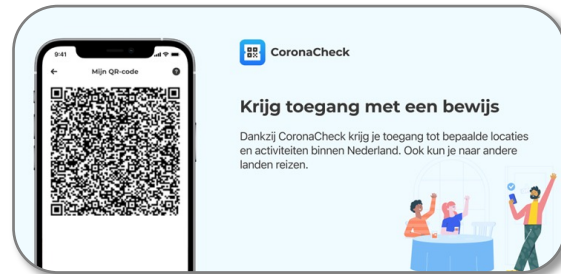 9:41
Mijn QR-code
CoronaCheck
Krijg toegang met een bewijs
Dankzij CoronaCheck krijg je toegang tot bepaalde locaties
en activiteiten binnen Nederland. Ook kun je naar andere
landen reizen.